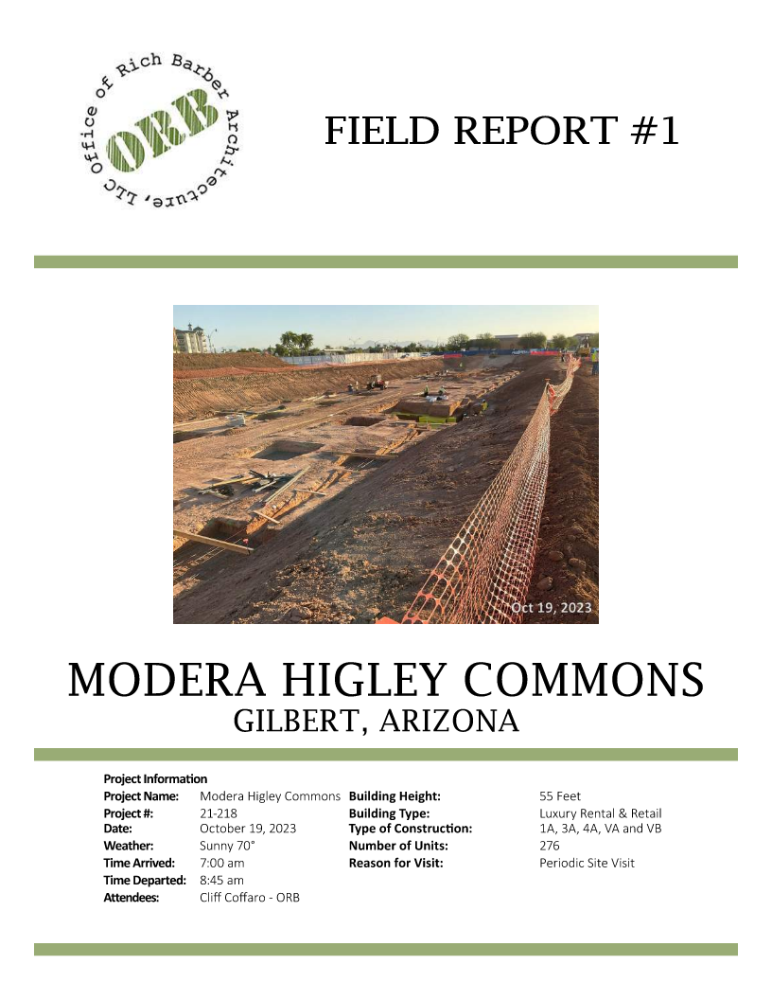 Office of Rich Barber Architecture, LLC
ORB
FIELD REPORT #1
Oct 19, 2023
MODERA HIGLEY COMMONS
GILBERT, ARIZONA
Project Information
Project Name: Modera Higley Commons Building Height: 55 Feet
Project #: 21-218 Building Type: Luxury Rental & Retail
Date: October 19, 2023 Type of Construction: 1A, 3A, 4A, VA and VB
Weather: Sunny 70° Number of Units: 276
Time Arrived: 7:00 am Reason for Visit: Periodic Site Visit
Time Departed: 8:45 am
Attendees: Cliff Coffaro - ORB